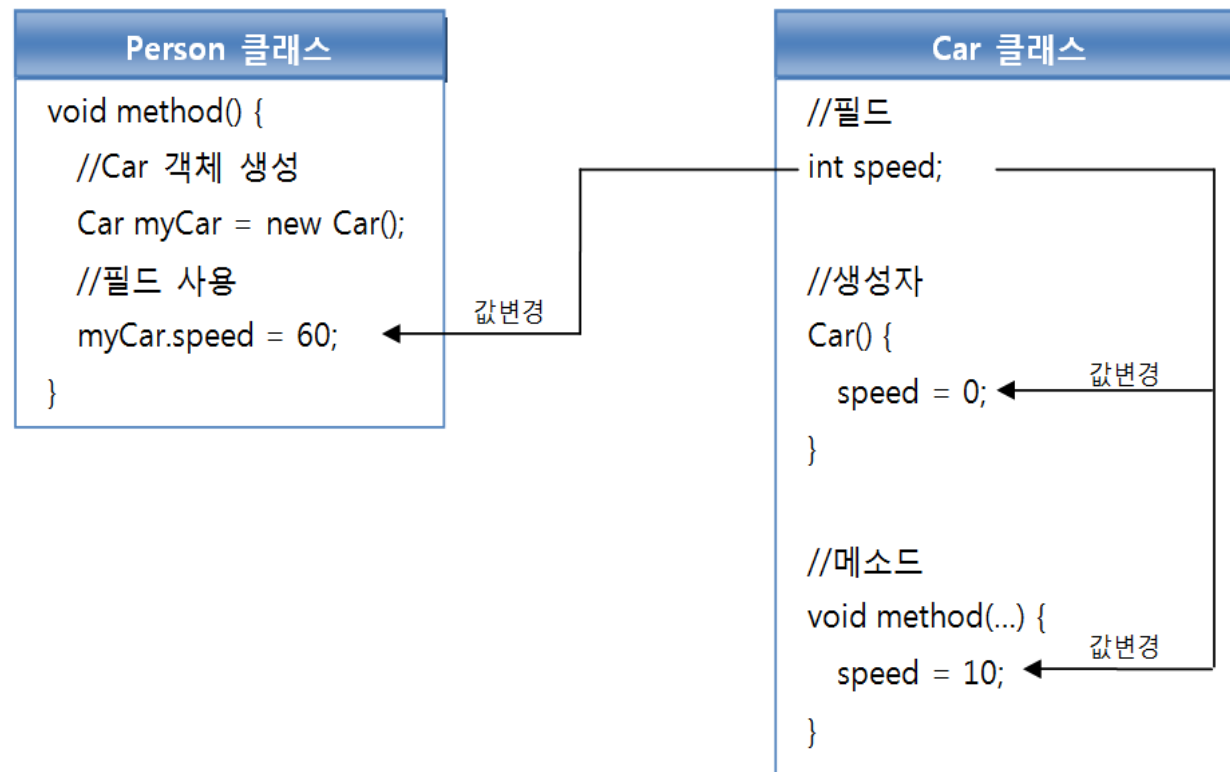 Person 클래스
void method() {
//Car 객체 생성
Car myCar = new Car();
//필드 사용
myCar.speed = 60;
}
값변경
Car 클래스
//필드
int speed;
//생성자
Car() {
speed = 0;
값변경
}
//메소드
void method(...) {
speed = 10;
값변경
}